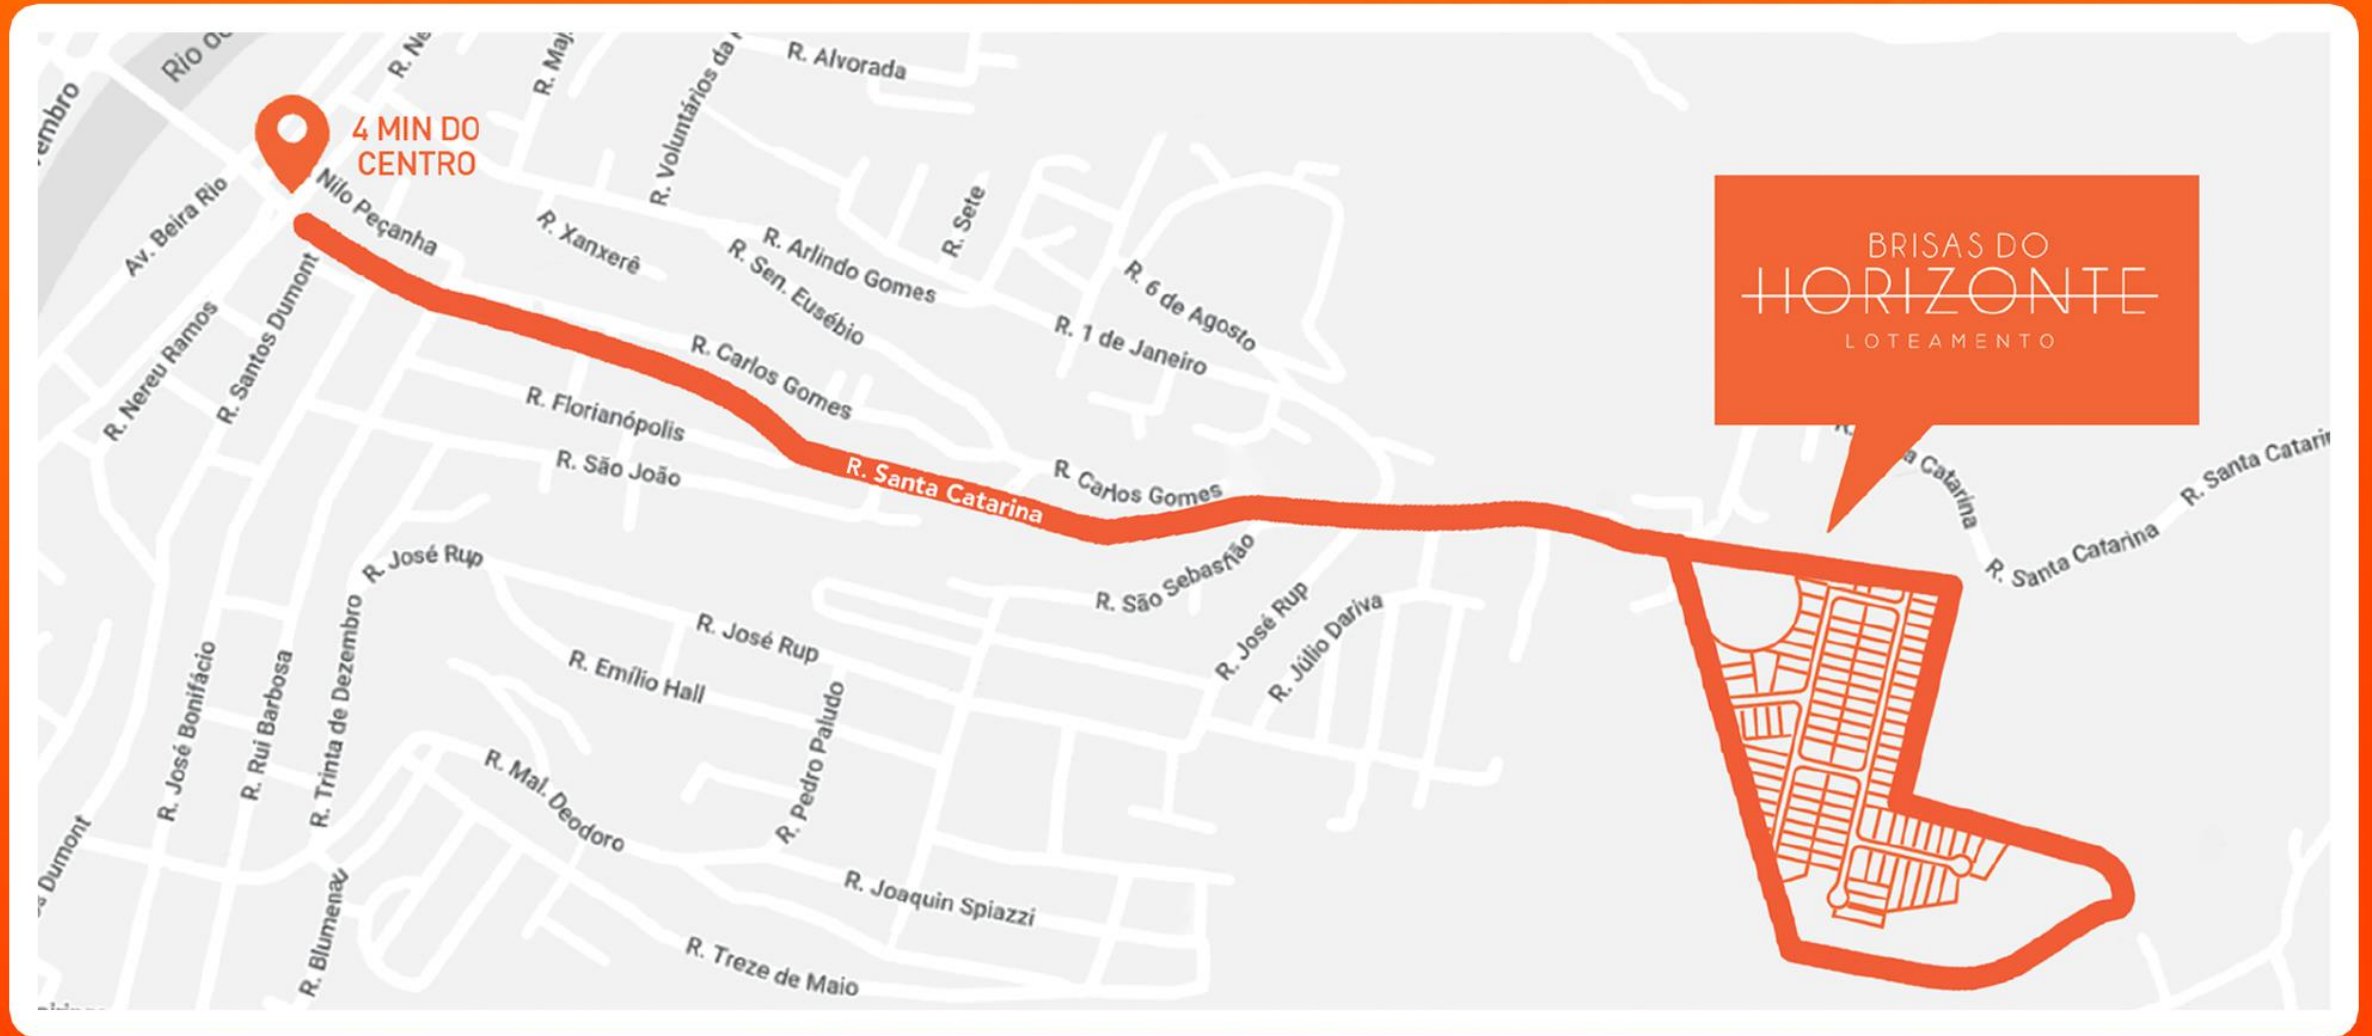 Rio
R. Alvorada
4 MIN DO
CENTRO
Nilo Peçanha
Av. Beira Rio
R. Voluntários da
R. Sete
R. Xanxerê
R. Arlindo Gomes
R. Sen. Eusébio
R. 6 de Agosto
R. 1 de Janeiro
BRISAS DO
HORIZONTE
LOTEAMENTO
R. Nereu Ramos
R. Santos Dumont
R. Carlos Gomes
R. Florianópolis
R. São João
R. Santa Catarina
R. Carlos Gomes
Catarina
R. Santa Catarina
R. Santa
R. José Rup
R. São Sebastião
R. José Rup
R. Júlio Dariva
R. José Rup
R. Emílio Hall
R. Trinta de Dezembro
R. José Bonifácio
R. Rui Barbosa
R. Pedro Paludo
R. Mal. Deodoro
Dumont
R. Blumenau
R. Joaquin Spiazzi
R. Treze de Maio